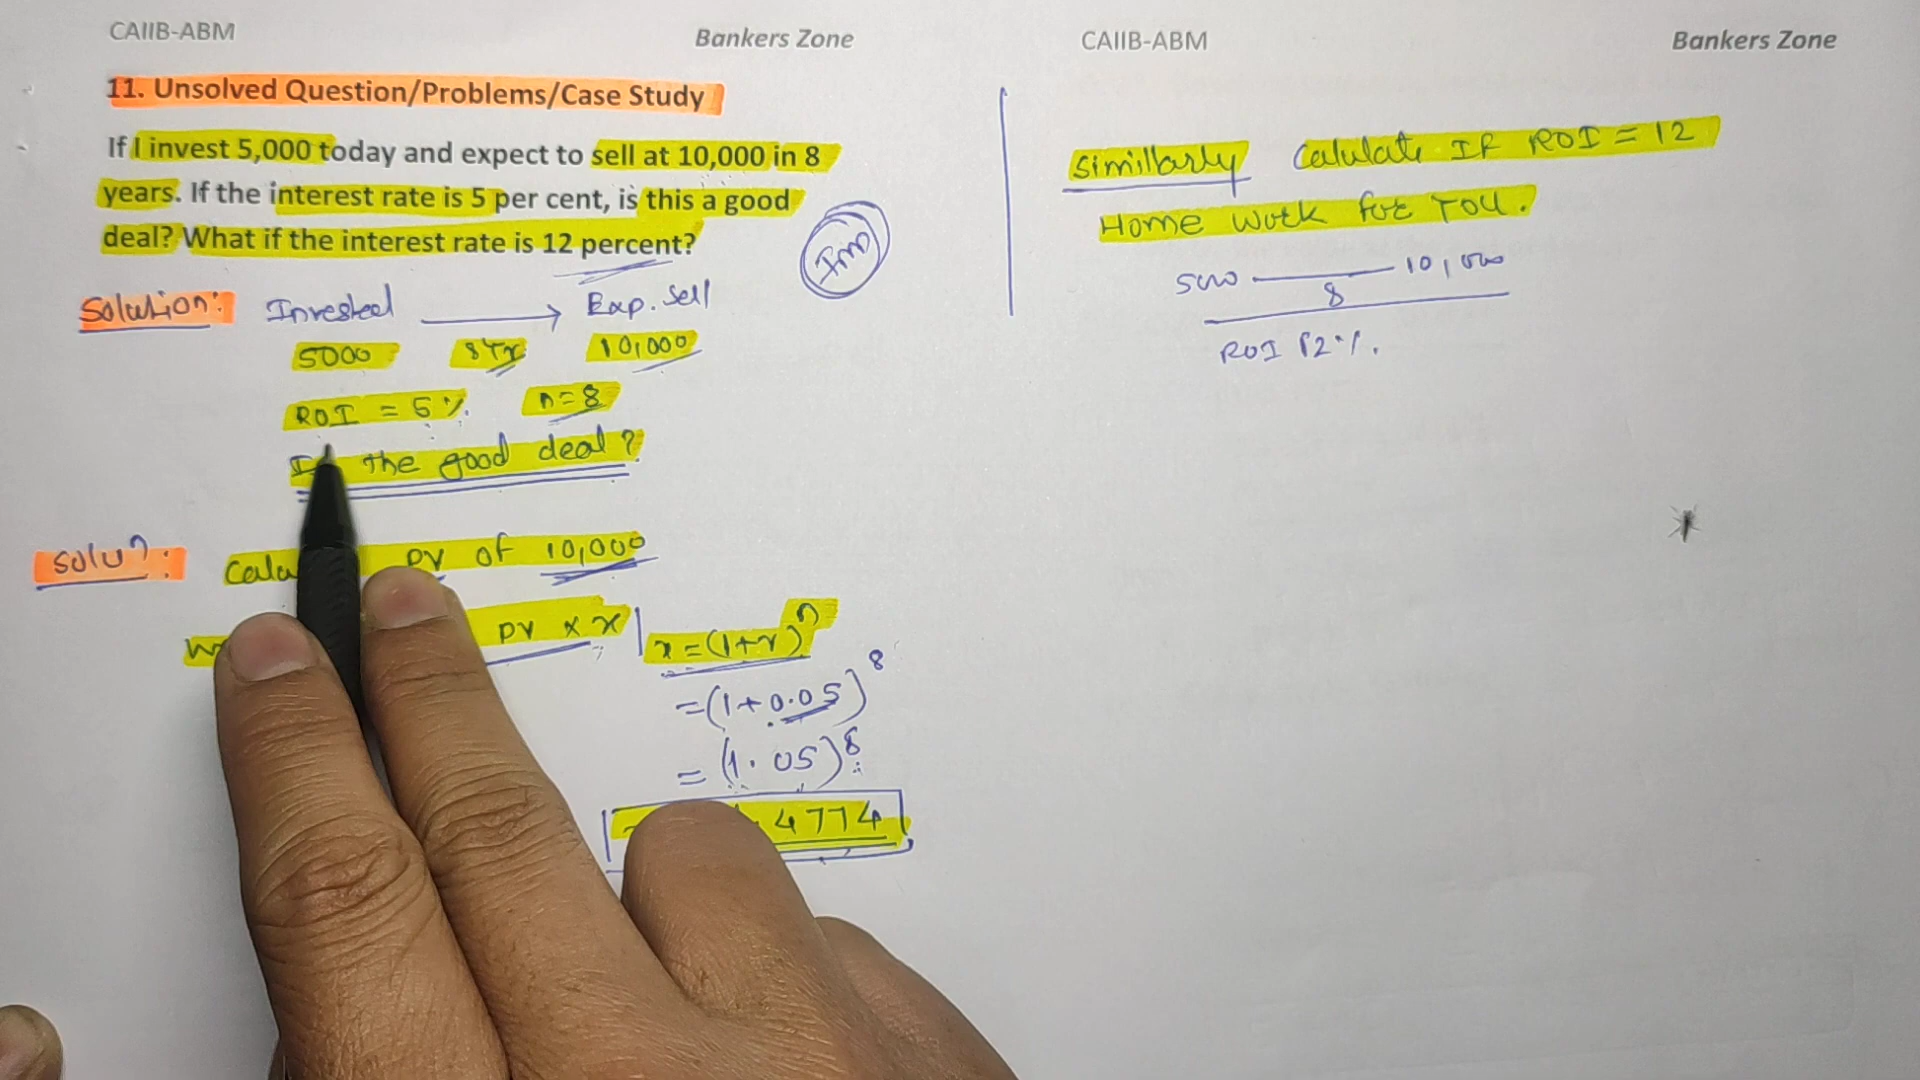 CAIIB-ABM
Bankers Zone
11. Unsolved Question/Problems/Case Study
If I invest 5,000 today and expect to sell at 10,000 in 8
years. If the interest rate is 5 per cent, is this a good
deal? What if the interest rate is 12 percent?
Imp
Solution:
Invested → Exp. Sell
5000 8Yr 10,000
ROI = 5% n=8
the good deal?
Solun:
PV of 10,000
PV x x
x = (1+r)^n
= (1+0.05)^8
= (1.05)^8
.4774
CAIIB-ABM
Bankers Zone
Simillarly Calulate IF ROI = 12
Home work for You.
5000 — 10,000
8
ROI 12%.